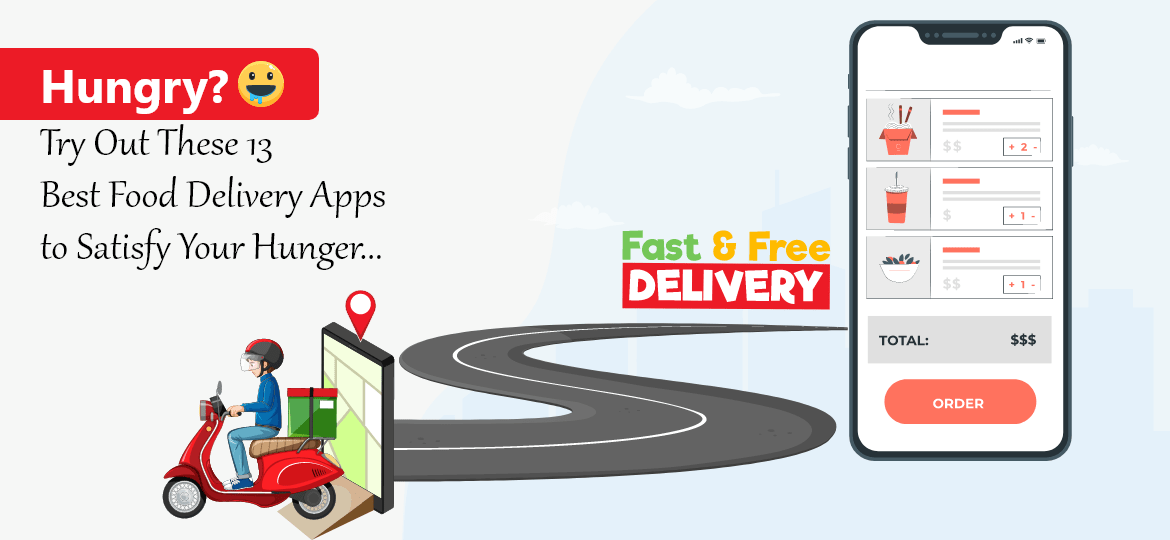 Hungry?
Try Out These 13
Best Food Delivery Apps
to Satisfy Your Hunger...
Fast & Free
DELIVERY
$$
+ 2 -
$
+ 1 -
$$
+ 1 -
TOTAL: $$$
ORDER